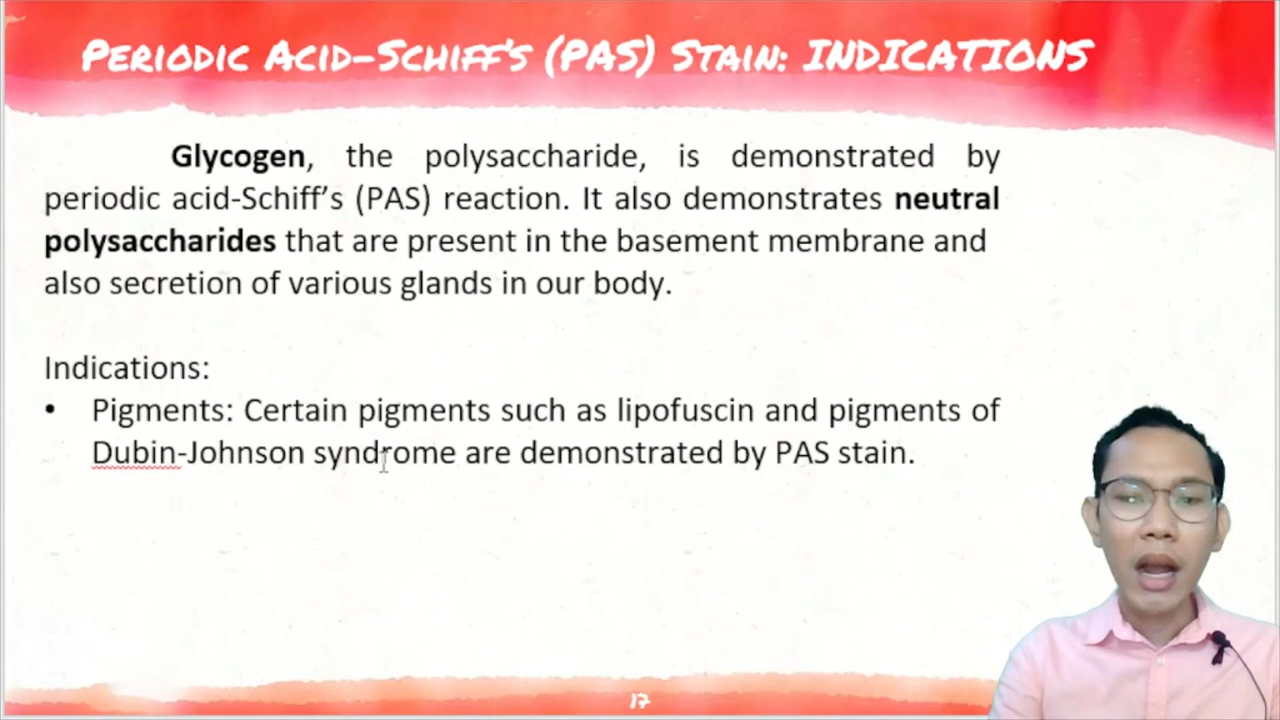 Periodic Acid-Schiff's (PAS) Stain: INDICATIONS
Glycogen, the polysaccharide, is demonstrated by
periodic acid-Schiff’s (PAS) reaction. It also demonstrates neutral
polysaccharides that are present in the basement membrane and
also secretion of various glands in our body.
Indications:
• Pigments: Certain pigments such as lipofuscin and pigments of
Dubin-Johnson syndrome are demonstrated by PAS stain.
17